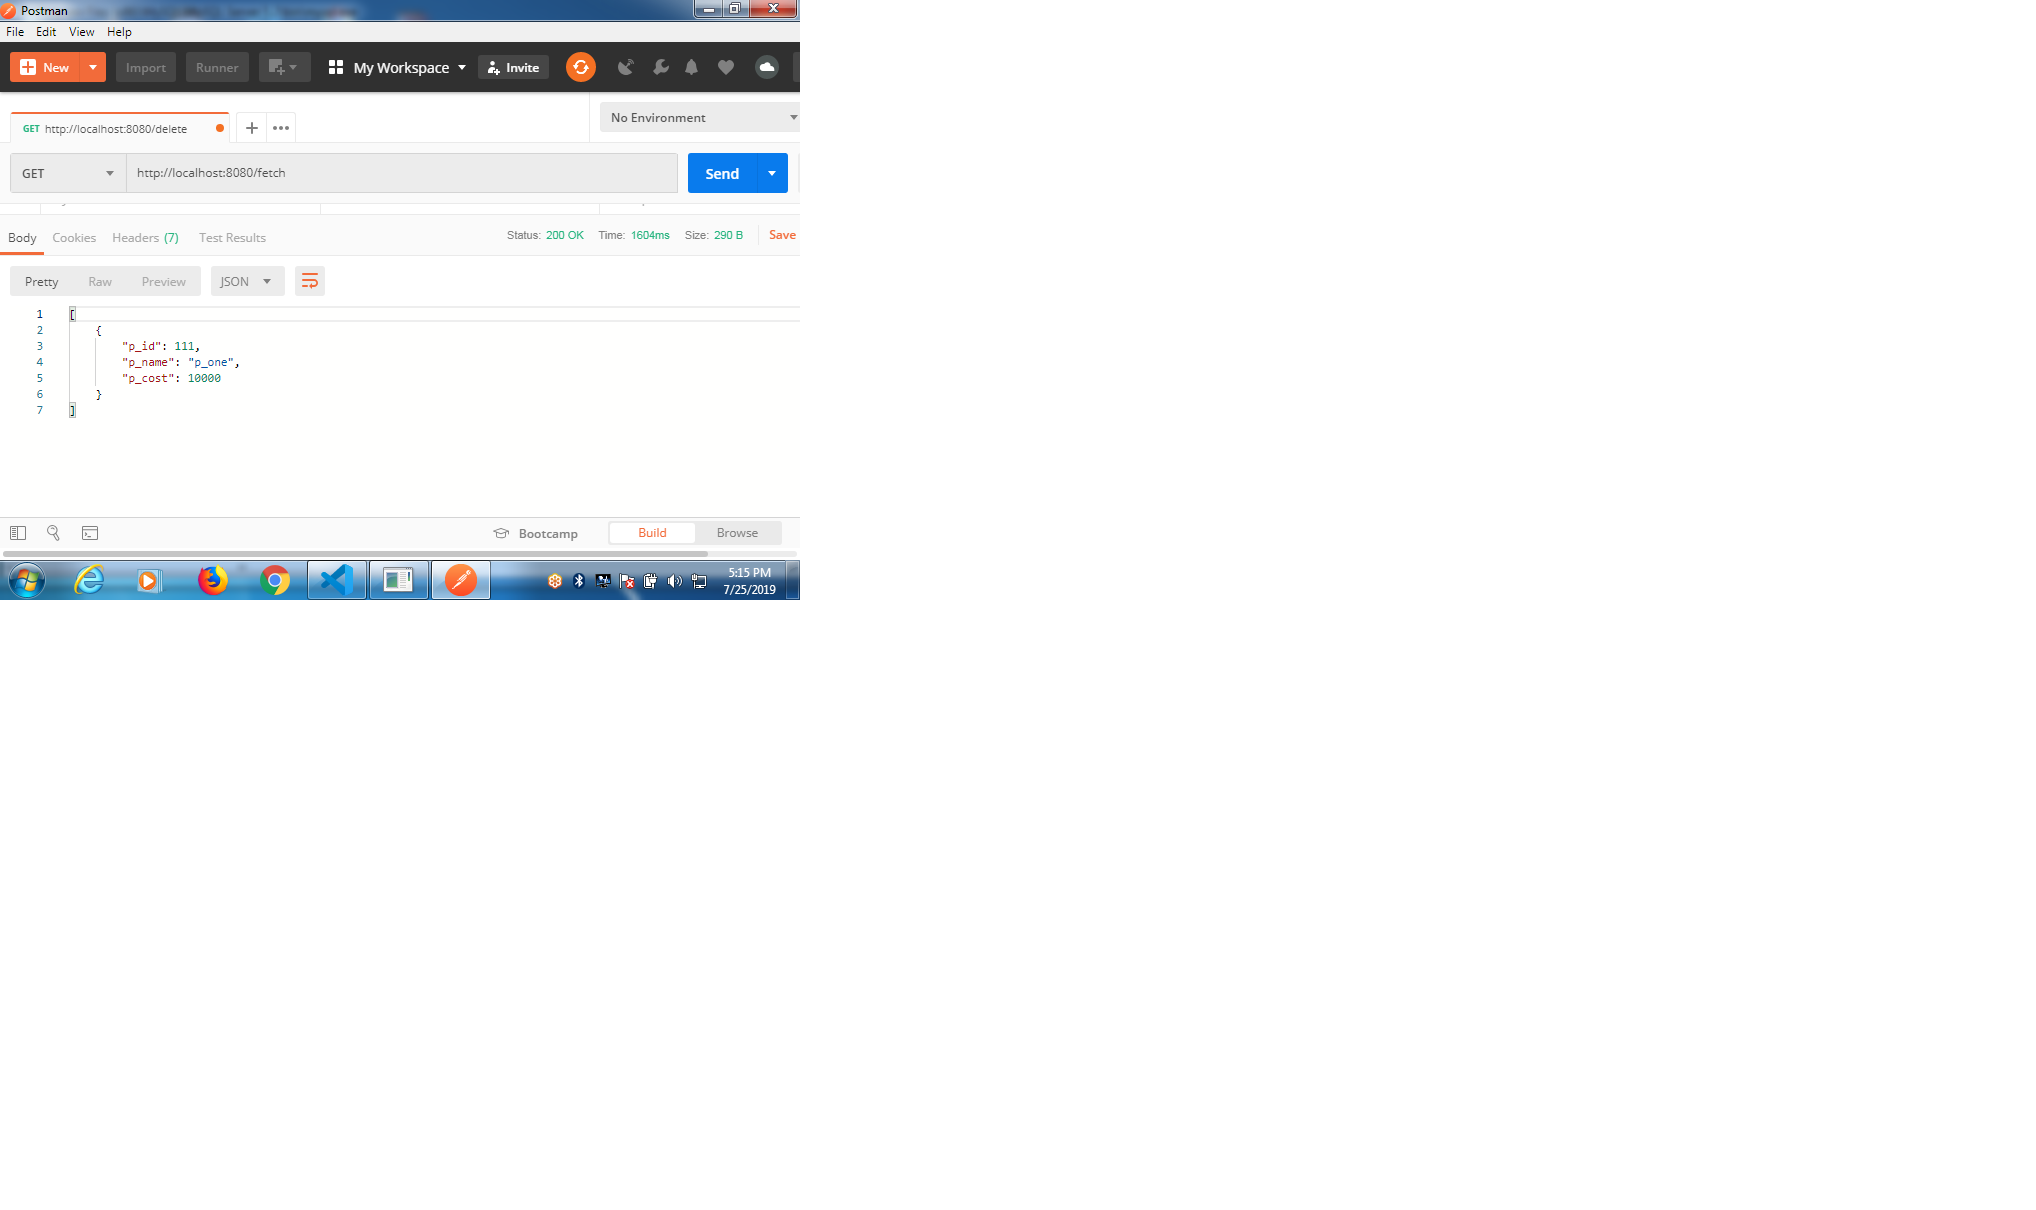 Postman
File Edit View Help
New Import Runner My Workspace Invite
GET http://localhost:8080/delete
No Environment
GET http://localhost:8080/fetch Send
Body Cookies Headers (7) Test Results Status: 200 OK Time: 1604ms Size: 290 B Save
Pretty Raw Preview JSON
1 [
2 {
3 "p_id": 111,
4 "p_name": "p_one",
5 "p_cost": 10000
6 }
7 ]
Bootcamp Build Browse
5:15 PM
7/25/2019